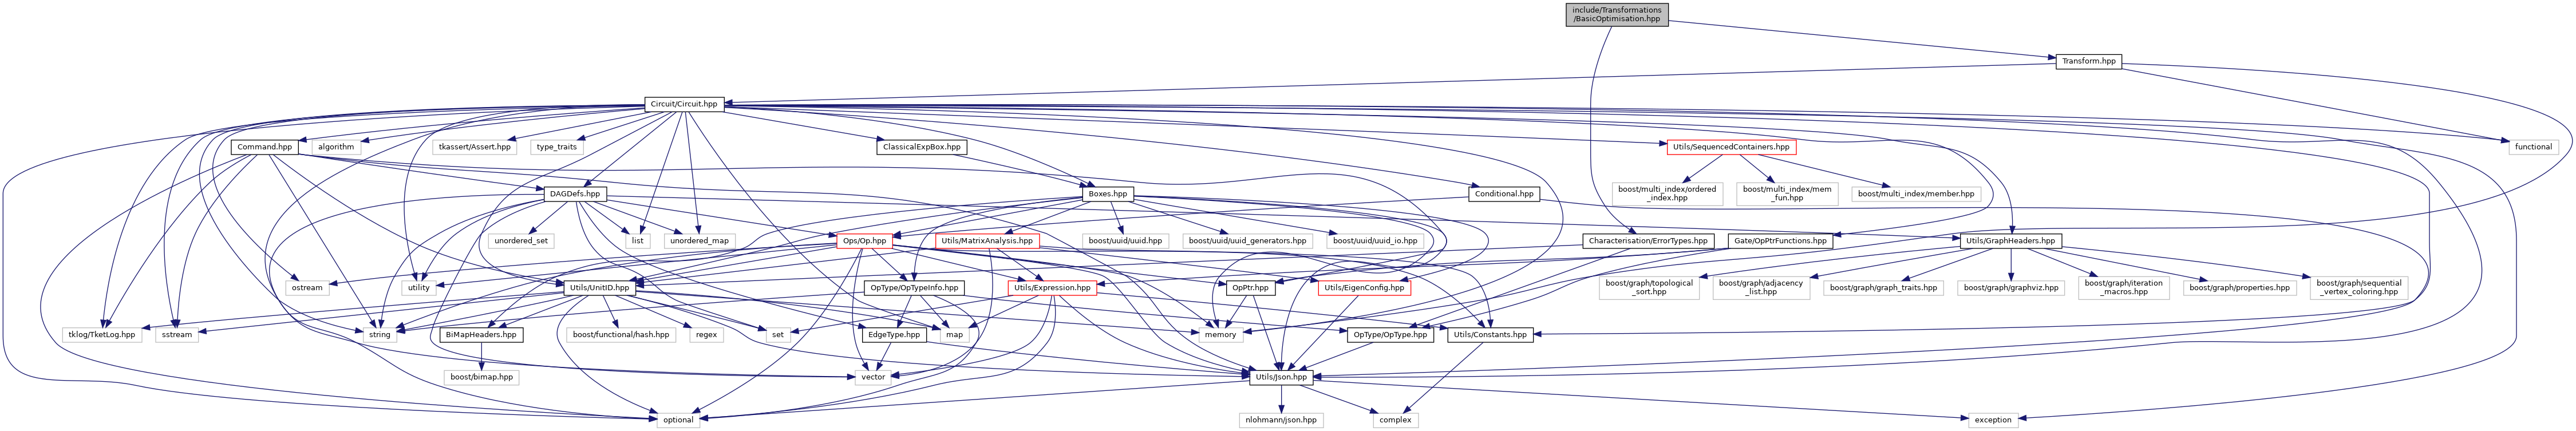 include/Transformations
/BasicOptimisation.hpp
Transform.hpp
Circuit/Circuit.hpp
Command.hpp
algorithm
tkassert/Assert.hpp
type_traits
ClassicalExpBox.hpp
Utils/SequencedContainers.hpp
functional
DAGDefs.hpp
Boxes.hpp
Conditional.hpp
boost/multi_index/ordered
_index.hpp
boost/multi_index/mem
_fun.hpp
boost/multi_index/member.hpp
unordered_set
list
unordered_map
Ops/Op.hpp
Utils/MatrixAnalysis.hpp
boost/uuid/uuid.hpp
boost/uuid/uuid_generators.hpp
boost/uuid/uuid_io.hpp
Characterisation/ErrorTypes.hpp
Gate/OpPtrFunctions.hpp
Utils/GraphHeaders.hpp
ostream
utility
Utils/UnitID.hpp
OpType/OpTypeInfo.hpp
Utils/Expression.hpp
OpPtr.hpp
Utils/EigenConfig.hpp
boost/graph/topological
_sort.hpp
boost/graph/adjacency
_list.hpp
boost/graph/graph_traits.hpp
boost/graph/graphviz.hpp
boost/graph/iteration
_macros.hpp
boost/graph/properties.hpp
boost/graph/sequential
_vertex_coloring.hpp
tklog/TketLog.hpp
sstream
string
BiMapHeaders.hpp
boost/functional/hash.hpp
regex
set
EdgeType.hpp
map
memory
OpType/OpType.hpp
Utils/Constants.hpp
boost/bimap.hpp
vector
Utils/Json.hpp
optional
nlohmann/json.hpp
complex
exception